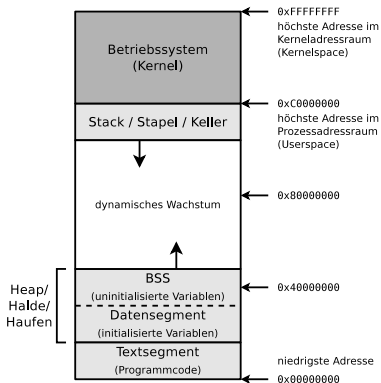 0xFFFFFFFF
höchste Adresse im
Kerneladressraum
(Kernelspace)
Betriebssystem
(Kernel)
0xC0000000
höchste Adresse im
Prozessadressraum
(Userspace)
Stack / Stapel / Keller
0x80000000
dynamisches Wachstum
Heap/
Halde/
Haufen
BSS
(uninitialisierte Variablen)
0x40000000
Datensegment
(initialisierte Variablen)
Textsegment
(Programmcode)
niedrigste Adresse
0x00000000